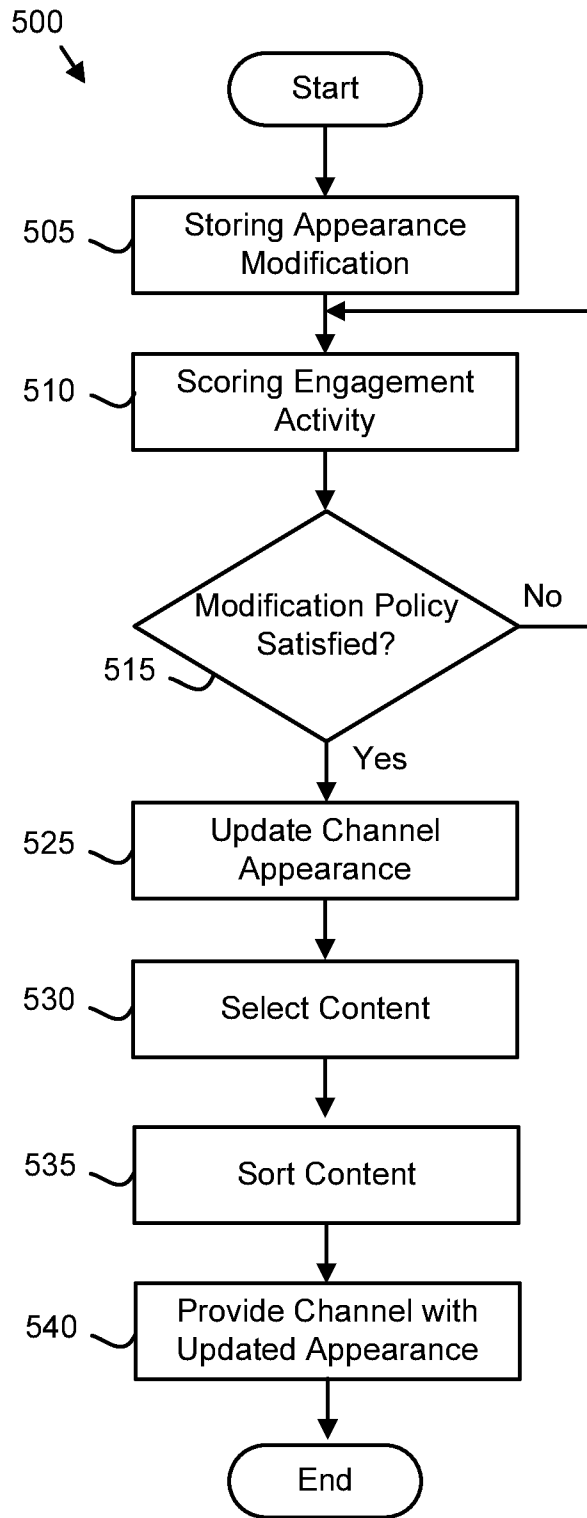 500
Start
505
Storing Appearance
Modification
510
Scoring Engagement
Activity
Modification Policy
Satisfied?
No
515
Yes
525
Update Channel
Appearance
530
Select Content
535
Sort Content
540
Provide Channel with
Updated Appearance
End